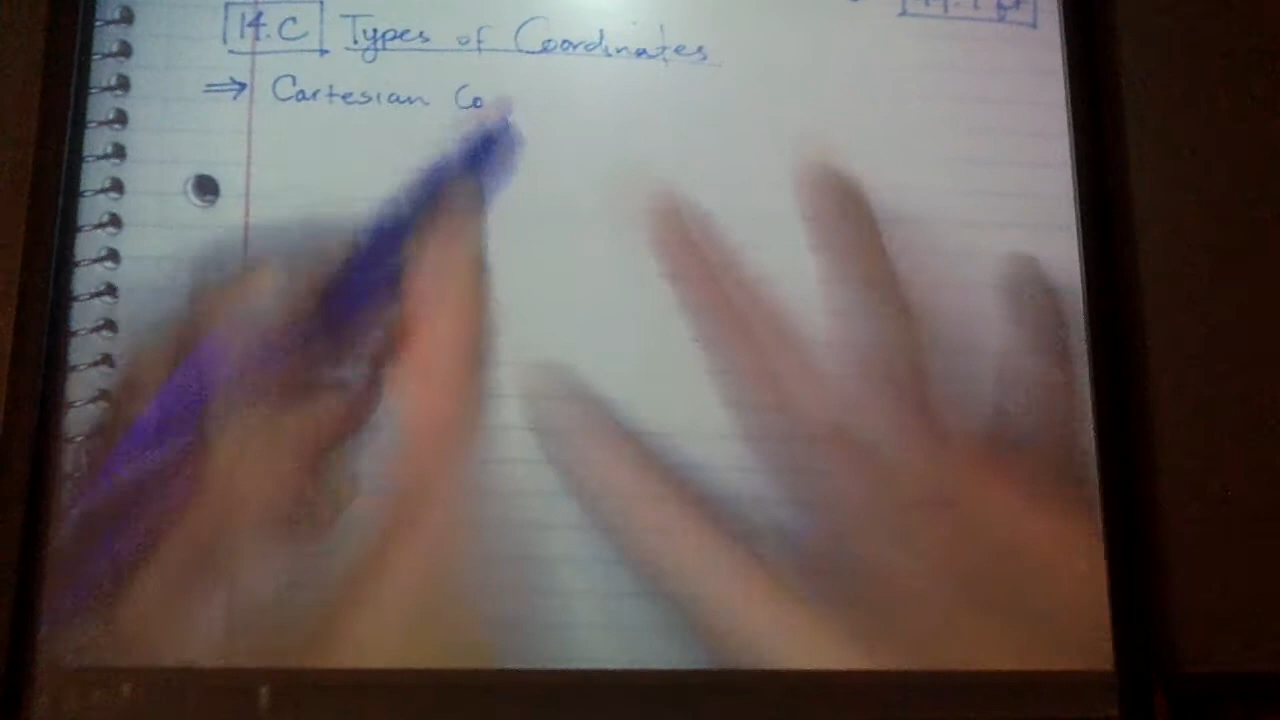 14.C Types of Coordinates
⇒ Cartesian Co